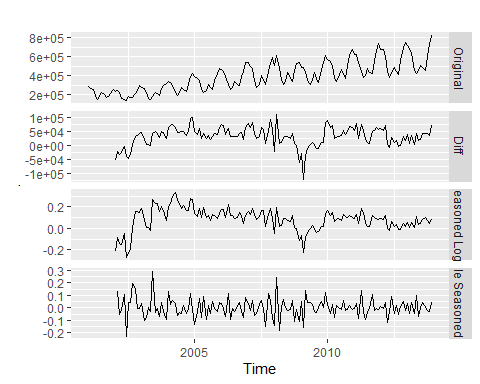 8e+05
6e+05
4e+05
2e+05
Original
1e+05
5e+04
0e+00
-5e+04
-1e+05
Diff
0.2
0.0
-0.2
easoned Log
0.3
0.2
0.1
0.0
-0.1
-0.2
le Seasoned
2005
2010
Time